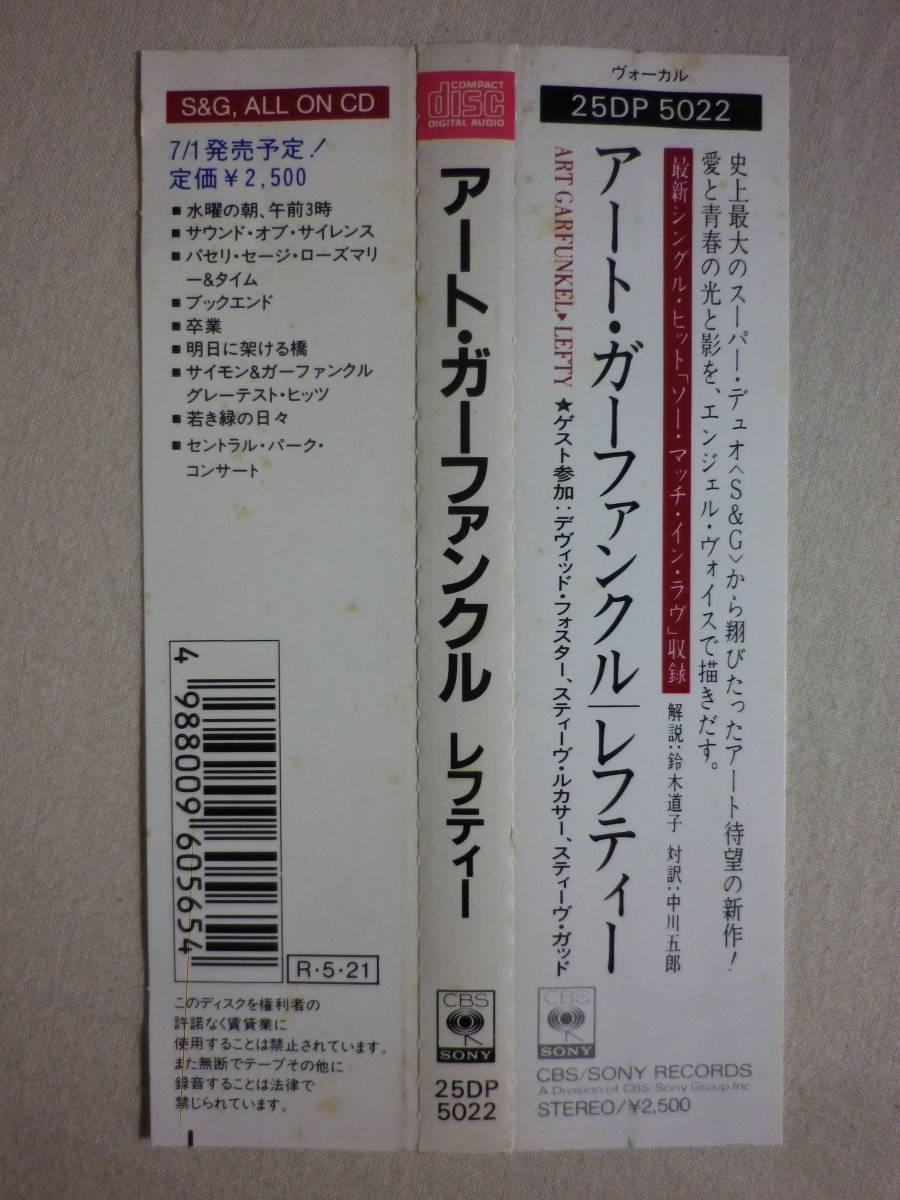 S&G, ALL ON CD
7/1発売予定!
定価¥2,500
■水曜の朝、午前3時
■サウンド・オブ・サイレンス
■パセリ・セージ・ローズマリ
ー&タイム
■ブックエンド
■卒業
■明日に架ける橋
■サイモン&ガーファンクル
グレーテスト・ヒッツ
■若き緑の日々
■セントラル・パーク・
コンサート
4 988009 605654
R・5・21
このディスクを権利者の
許諾なく賃貸業に
使用することは禁止されています。
また無断でテープその他に
録音することは法律で
禁じられています。
COMPACT
disc
DIGITAL AUDIO
アート・ガーファンクル レフティー
CBS
SONY
25DP
5022
ヴォーカル
25DP 5022
史上最大のスーパー・デュオ〈S&G〉から翔びたったアート待望の新作!
愛と青春の光と影を、エンジェル・ヴォイスで描きだす。
最新シングル・ヒット「ソー・マッチ・イン・ラヴ」収録
解説:鈴木道子 対訳:中川五郎
アート・ガーファンクル|レフティー
ART GARFUNKEL▶LEFTY
★ゲスト参加:デヴィッド・フォスター、スティーヴ・ルカサー、スティーヴ・ガッド
CBS
SONY
CBS/SONY RECORDS
A Division of CBS/Sony Group Inc
STEREO/¥2,500